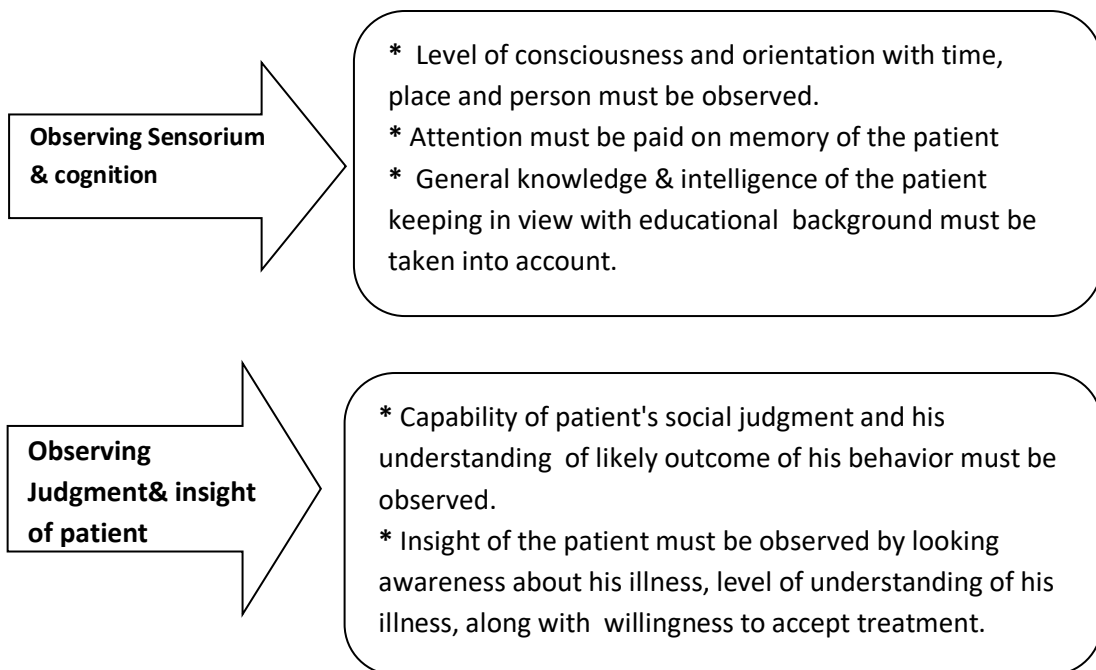 Observing Sensorium
& cognition
* Level of consciousness and orientation with time,
place and person must be observed.
* Attention must be paid on memory of the patient
* General knowledge & intelligence of the patient
keeping in view with educational background must be
taken into account.
Observing
Judgment& insight
of patient
* Capability of patient's social judgment and his
understanding of likely outcome of his behavior must be
observed.
* Insight of the patient must be observed by looking
awareness about his illness, level of understanding of his
illness, along with willingness to accept treatment.